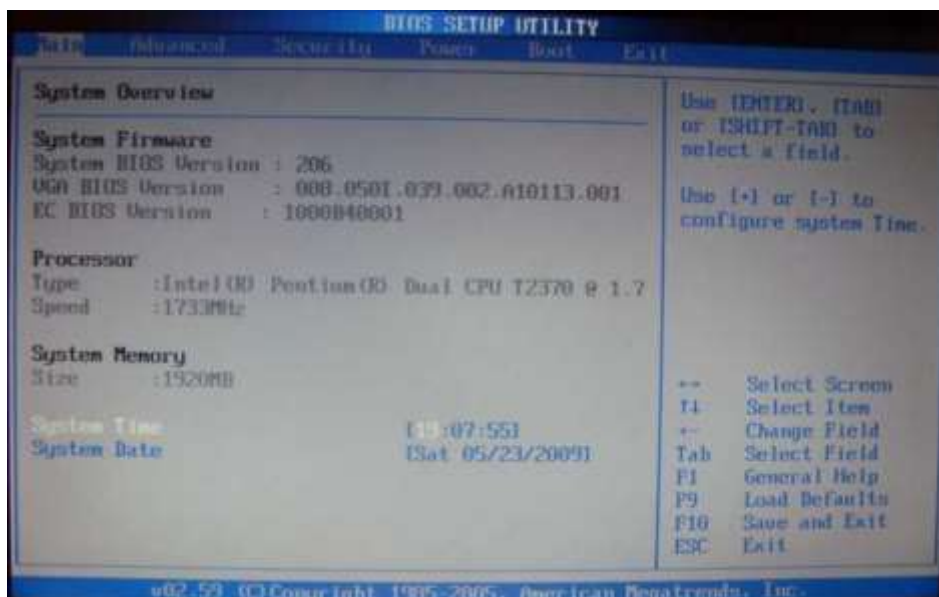 BIOS SETUP UTILITY
Main Advanced Security Power Boot Exit
System Overview
System Firmware
System BIOS Version : 206
VGA BIOS Version : 008.050I.039.002.A10113.001
EC BIOS Version : 1000840001
Processor
Type :Intel(R) Pentium(R) Dual CPU T2370 @ 1.7
Speed :1733MHz
System Memory
Size :1920MB
System Time [19:07:55]
System Date [Sat 05/23/2009]
Use [ENTER], [TAB]
or [SHIFT-TAB] to
select a field.
Use [+] or [-] to
configure system Time.
↔ Select Screen
↑↓ Select Item
+- Change Field
Tab Select Field
F1 General Help
F9 Load Defaults
F10 Save and Exit
ESC Exit
v02.59 (C)Copyright 1985-2005, American Megatrends, Inc.